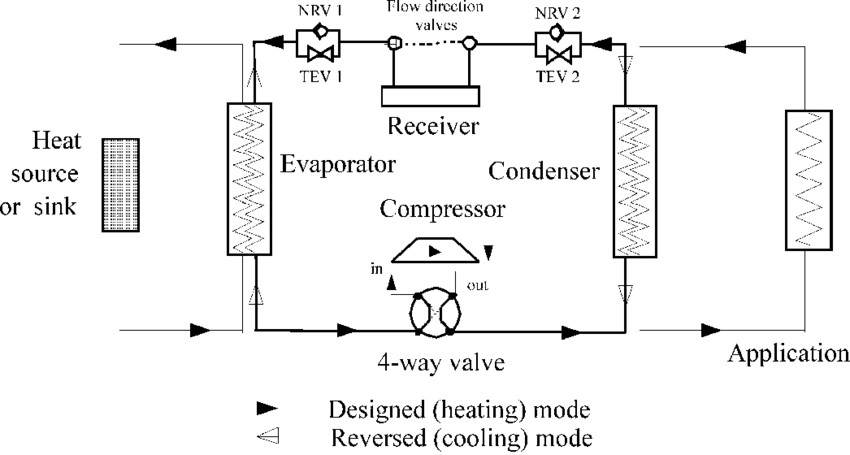 NRV 1
Flow direction
valves
NRV 2
TEV 1
TEV 2
Receiver
Heat
source
or sink
Evaporator
Condenser
Compressor
in
out
4-way valve
Application
Designed (heating) mode
Reversed (cooling) mode